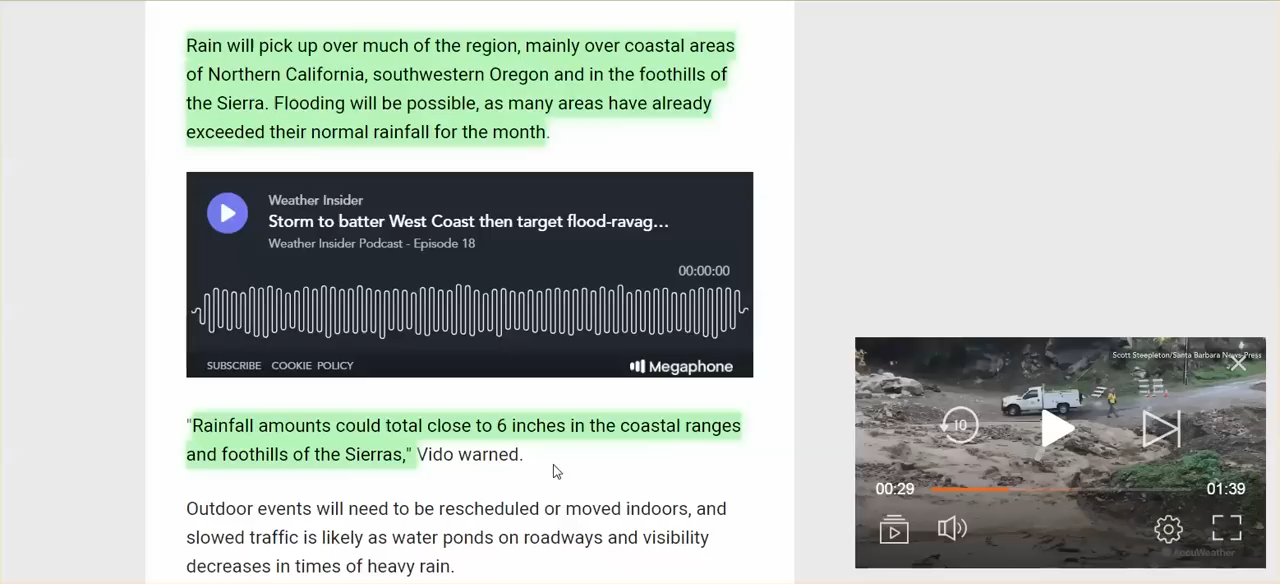 Rain will pick up over much of the region, mainly over coastal areas
of Northern California, southwestern Oregon and in the foothills of
the Sierra. Flooding will be possible, as many areas have already
exceeded their normal rainfall for the month.
Weather Insider
Storm to batter West Coast then target flood-ravag...
Weather Insider Podcast - Episode 18
00:00:00
SUBSCRIBE COOKIE POLICY
Megaphone
"Rainfall amounts could total close to 6 inches in the coastal ranges
and foothills of the Sierras," Vido warned.
Outdoor events will need to be rescheduled or moved indoors, and
slowed traffic is likely as water ponds on roadways and visibility
decreases in times of heavy rain.
Scott Steepleton/Santa Barbara News-Press
10
00:29
01:39
AccuWeather